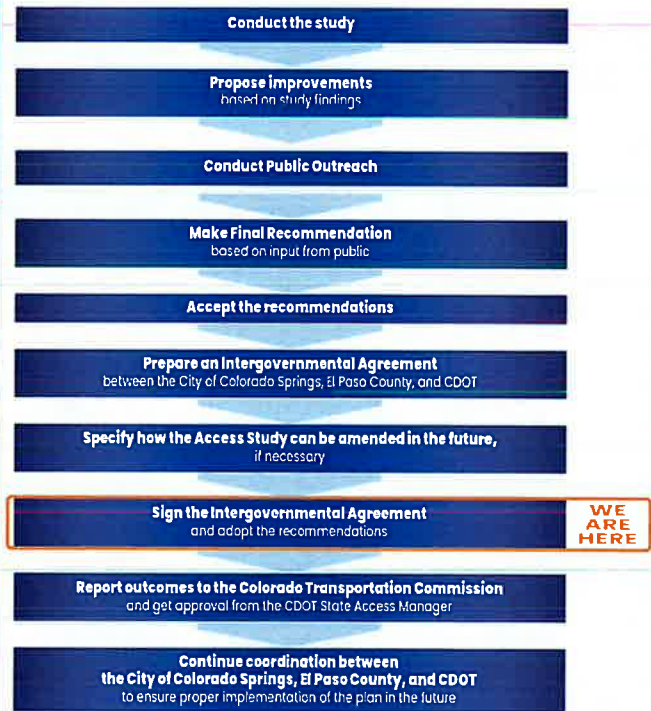 Conduct the study
Propose improvements
based on study findings
Conduct Public Outreach
Make Final Recommendation
based on input from public
Accept the recommendations
Prepare an Intergovernmental Agreement
between the City of Colorado Springs, El Paso County, and CDOT
Specify how the Access Study can be amended in the future,
if necessary
Sign the Intergovernmental Agreement
and adopt the recommendations
WE
ARE
HERE
Report outcomes to the Colorado Transportation Commission
and get approval from the CDOT State Access Manager
Continue coordination between
the City of Colorado Springs, El Paso County, and CDOT
to ensure proper implementation of the plan in the future